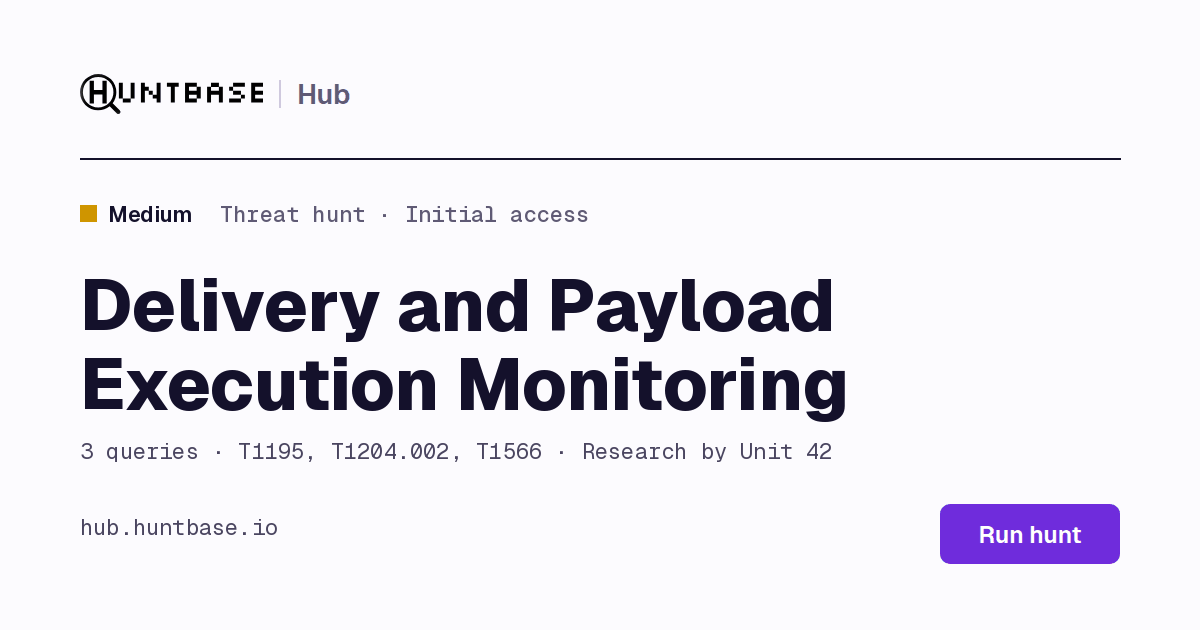 HUNTBASE | Hub
Medium Threat hunt · Initial access
Delivery and Payload
Execution Monitoring
3 queries · T1195, T1204.002, T1566 · Research by Unit 42
hub.huntbase.io
Run hunt